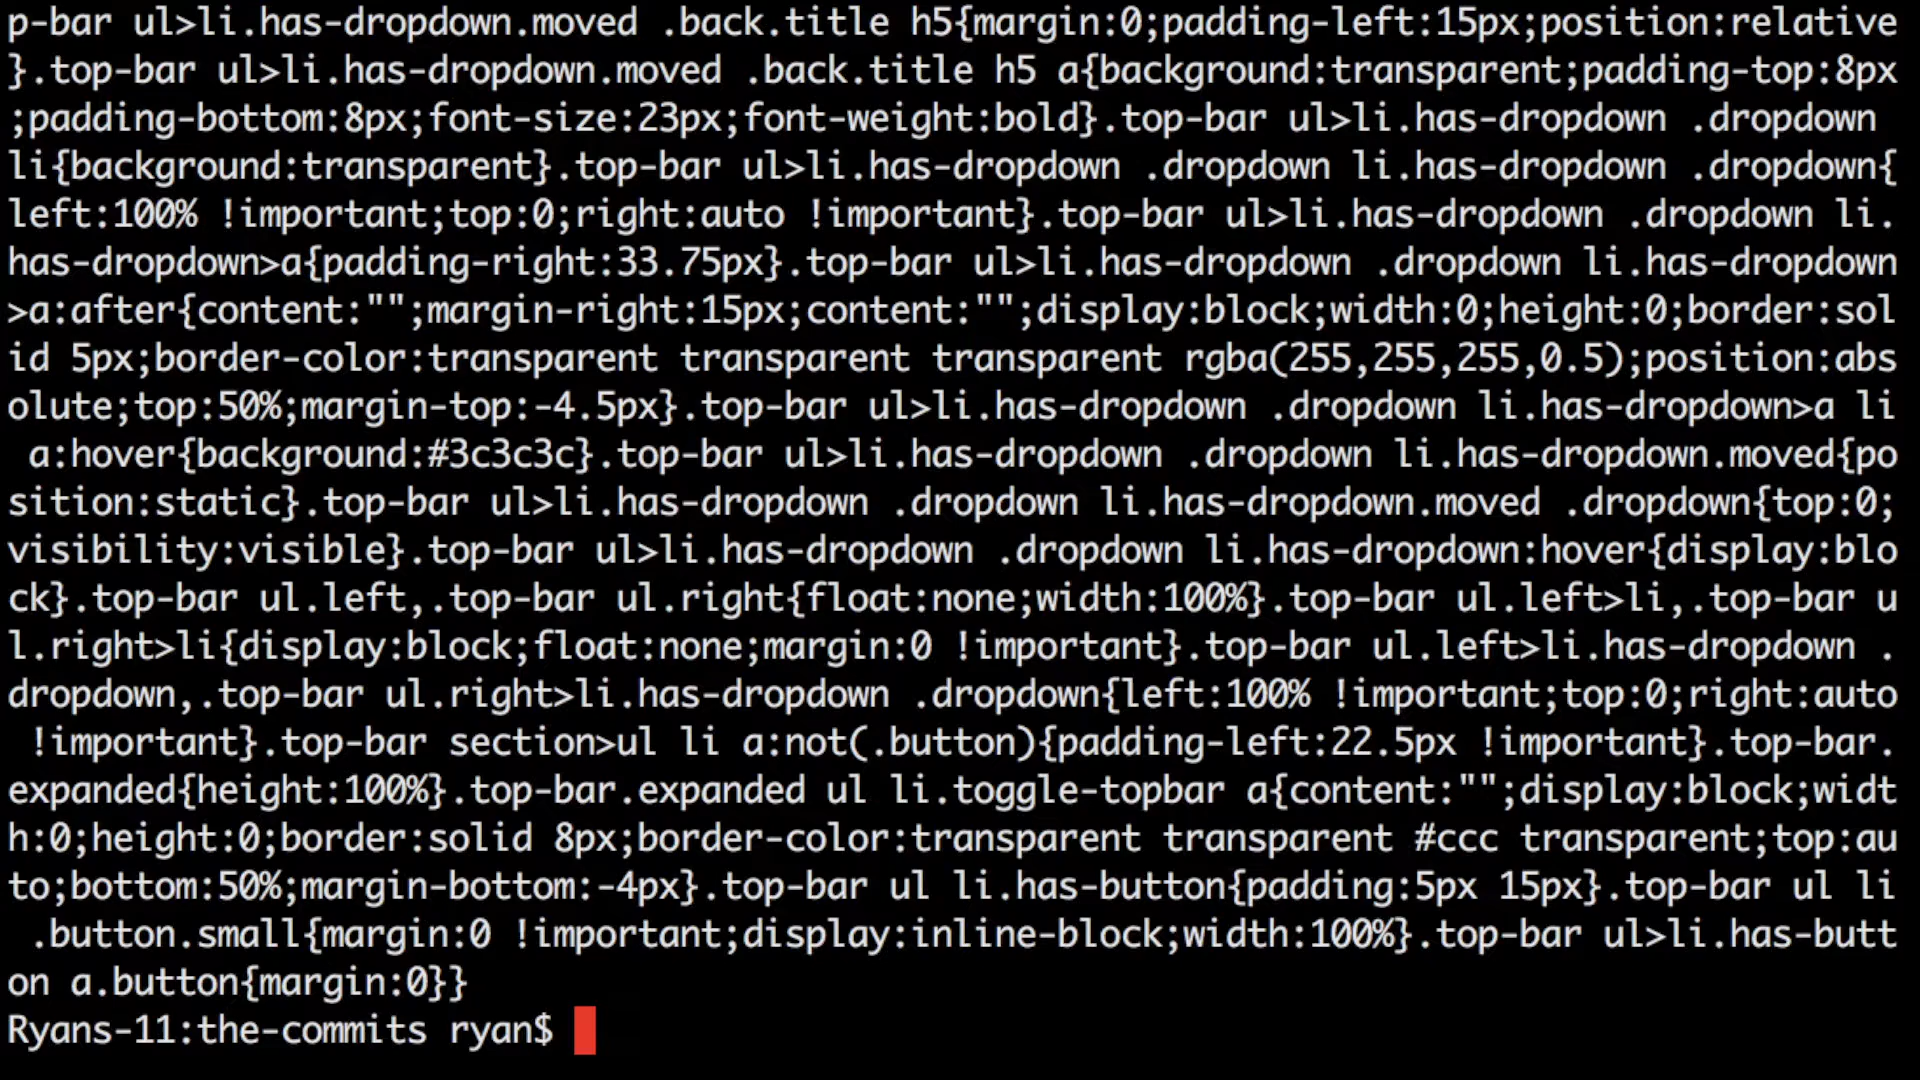 p-bar ul>li.has-dropdown.moved .back.title h5{margin:0;padding-left:15px;position:relative
}.top-bar ul>li.has-dropdown.moved .back.title h5 a{background:transparent;padding-top:8px
;padding-bottom:8px;font-size:23px;font-weight:bold}.top-bar ul>li.has-dropdown .dropdown
li{background:transparent}.top-bar ul>li.has-dropdown .dropdown li.has-dropdown .dropdown{
left:100% !important;top:0;right:auto !important}.top-bar ul>li.has-dropdown .dropdown li.
has-dropdown>a{padding-right:33.75px}.top-bar ul>li.has-dropdown .dropdown li.has-dropdown
>a:after{content:"";margin-right:15px;content:"";display:block;width:0;height:0;border:sol
id 5px;border-color:transparent transparent transparent rgba(255,255,255,0.5);position:abs
olute;top:50%;margin-top:-4.5px}.top-bar ul>li.has-dropdown .dropdown li.has-dropdown>a li
 a:hover{background:#3c3c3c}.top-bar ul>li.has-dropdown .dropdown li.has-dropdown.moved{po
sition:static}.top-bar ul>li.has-dropdown .dropdown li.has-dropdown.moved .dropdown{top:0;
visibility:visible}.top-bar ul>li.has-dropdown .dropdown li.has-dropdown:hover{display:blo
ck}.top-bar ul.left,.top-bar ul.right{float:none;width:100%}.top-bar ul.left>li,.top-bar u
l.right>li{display:block;float:none;margin:0 !important}.top-bar ul.left>li.has-dropdown .
dropdown,.top-bar ul.right>li.has-dropdown .dropdown{left:100% !important;top:0;right:auto
 !important}.top-bar section>ul li a:not(.button){padding-left:22.5px !important}.top-bar.
expanded{height:100%}.top-bar.expanded ul li.toggle-topbar a{content:"";display:block;widt
h:0;height:0;border:solid 8px;border-color:transparent transparent #ccc transparent;top:au
to;bottom:50%;margin-bottom:-4px}.top-bar ul li.has-button{padding:5px 15px}.top-bar ul li
 .button.small{margin:0 !important;display:inline-block;width:100%}.top-bar ul>li.has-butt
on a.button{margin:0}}
Ryans-11:the-commits ryan$